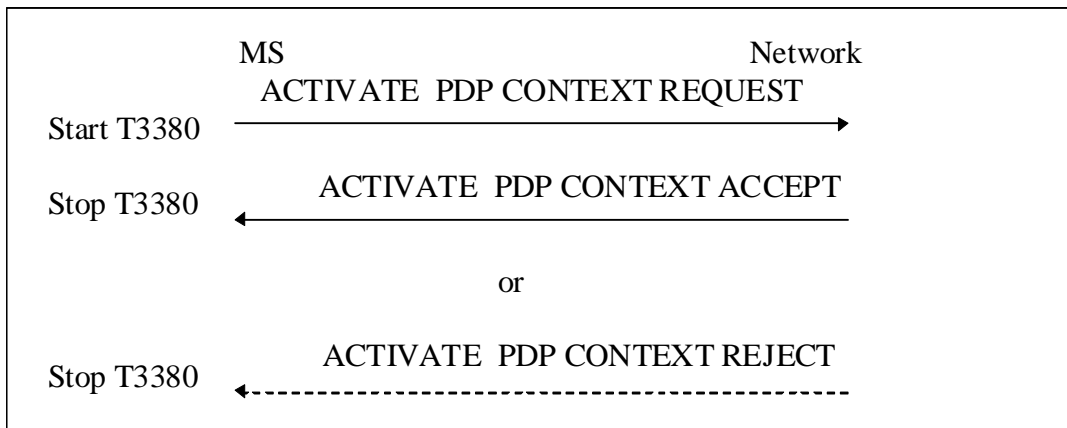 MS Network
ACTIVATE PDP CONTEXT REQUEST
Start T3380
ACTIVATE PDP CONTEXT ACCEPT
Stop T3380
or
ACTIVATE PDP CONTEXT REJECT
Stop T3380